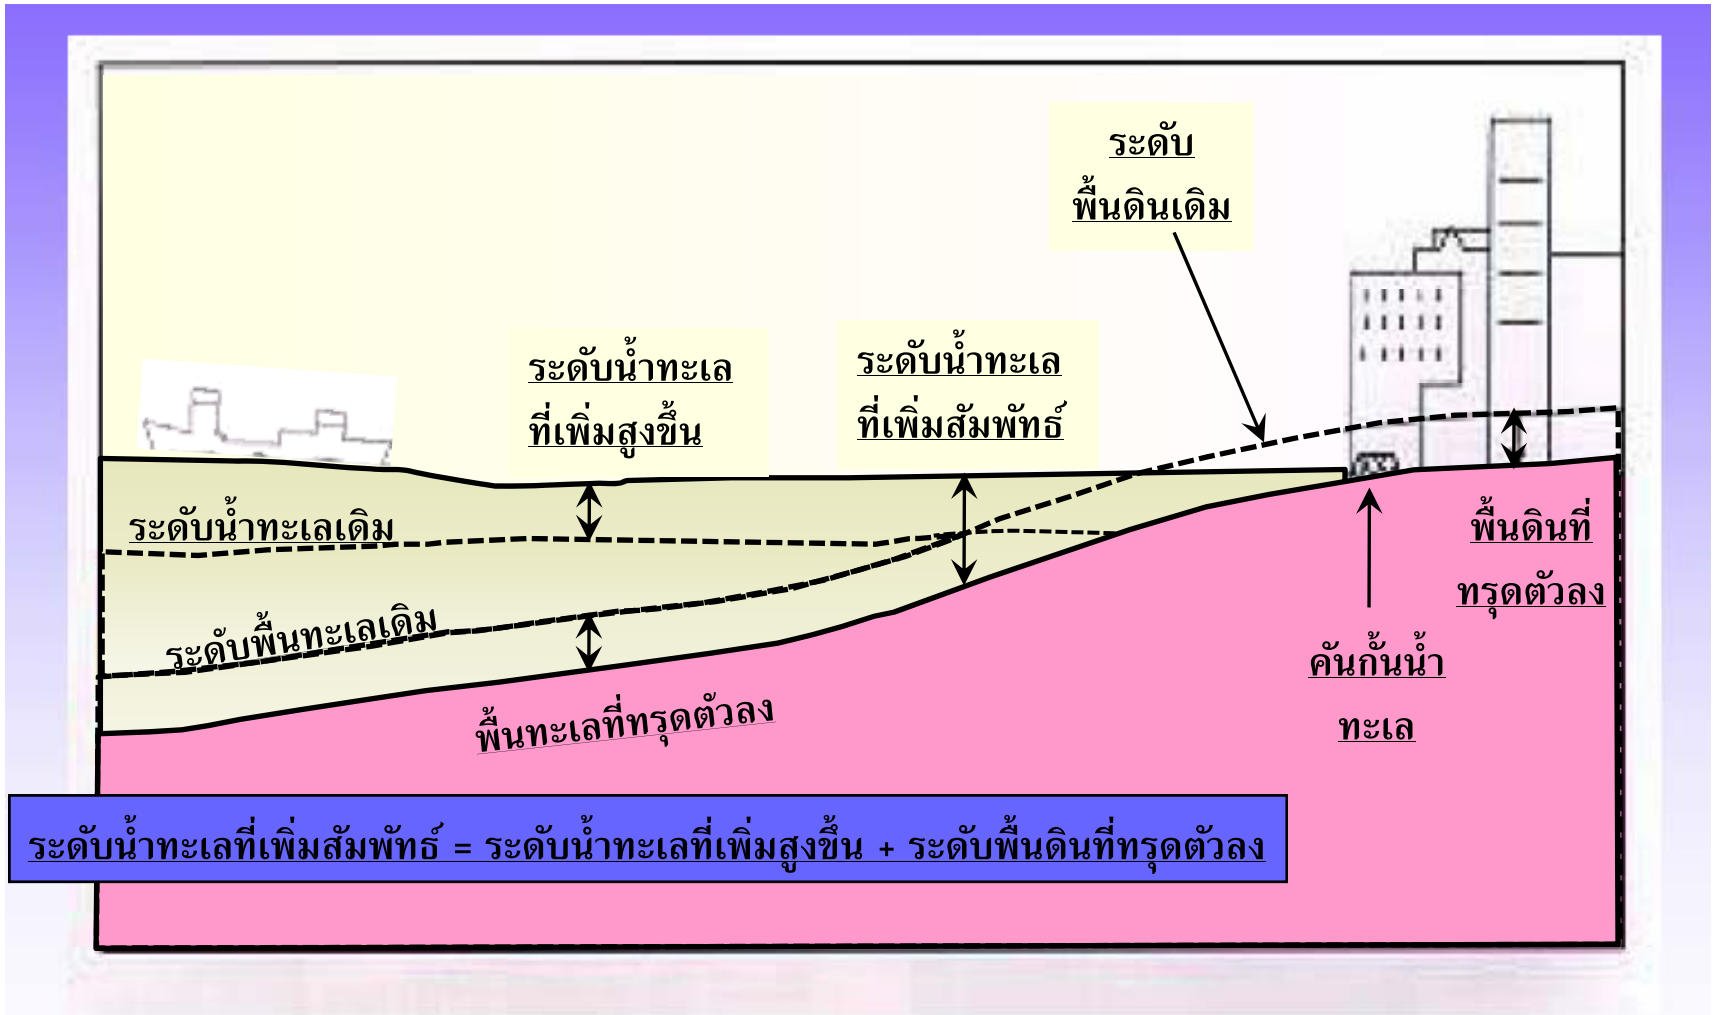 ระดับ
พื้นดินเดิม
ระดับน้ำทะเล
ที่เพิ่มสูงขึ้น
ระดับน้ำทะเล
ที่เพิ่มสัมพัทธ์
ระดับน้ำทะเลเดิม
พื้นดินที่
ทรุดตัวลง
ระดับพื้นทะเลเดิม
คันกั้นน้ำ
ทะเล
พื้นทะเลที่ทรุดตัวลง
ระดับน้ำทะเลที่เพิ่มสัมพัทธ์ = ระดับน้ำทะเลที่เพิ่มสูงขึ้น + ระดับพื้นดินที่ทรุดตัวลง